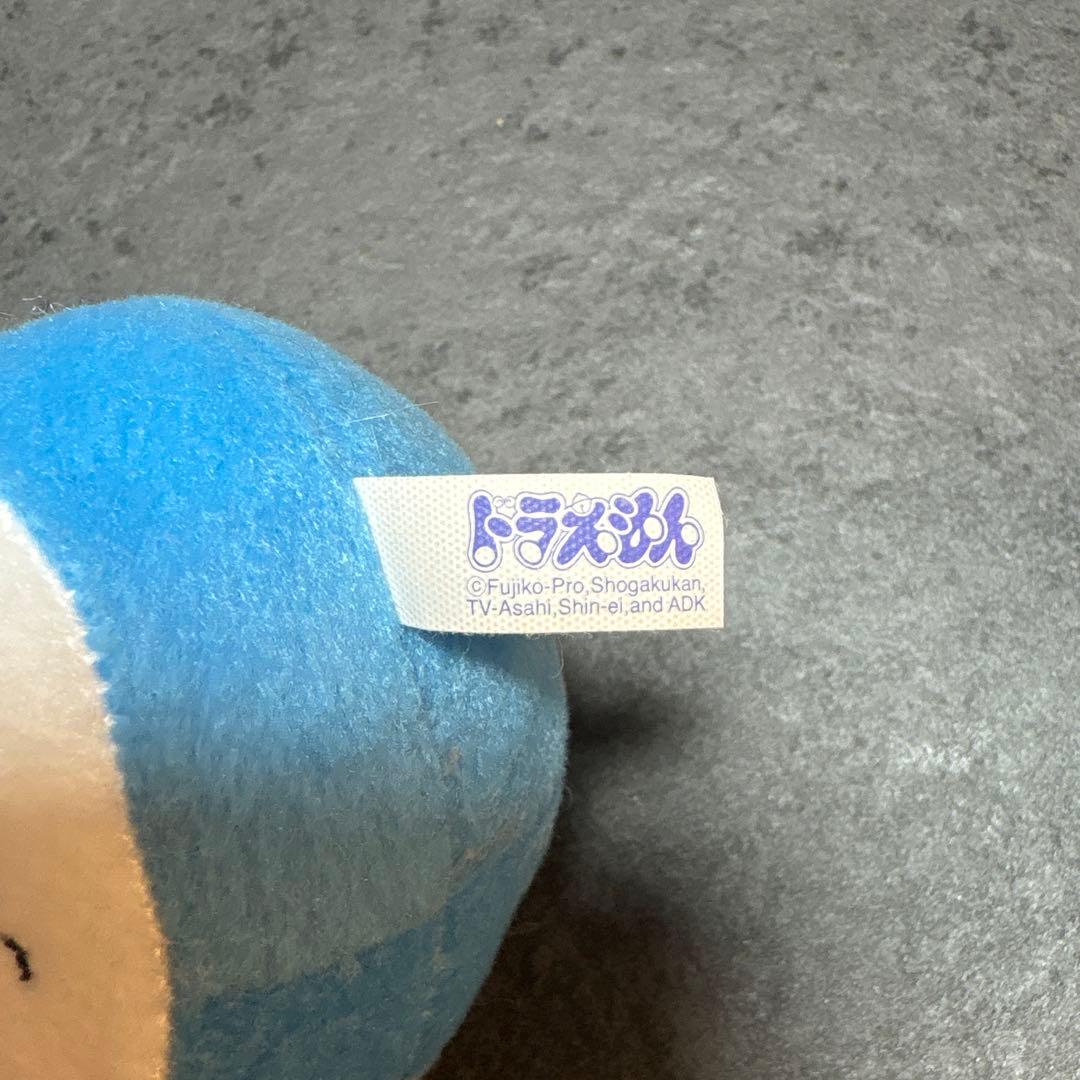 ドラえもん
©Fujiko-Pro,Shogakukan,
TV-Asahi,Shin-ei,and ADK